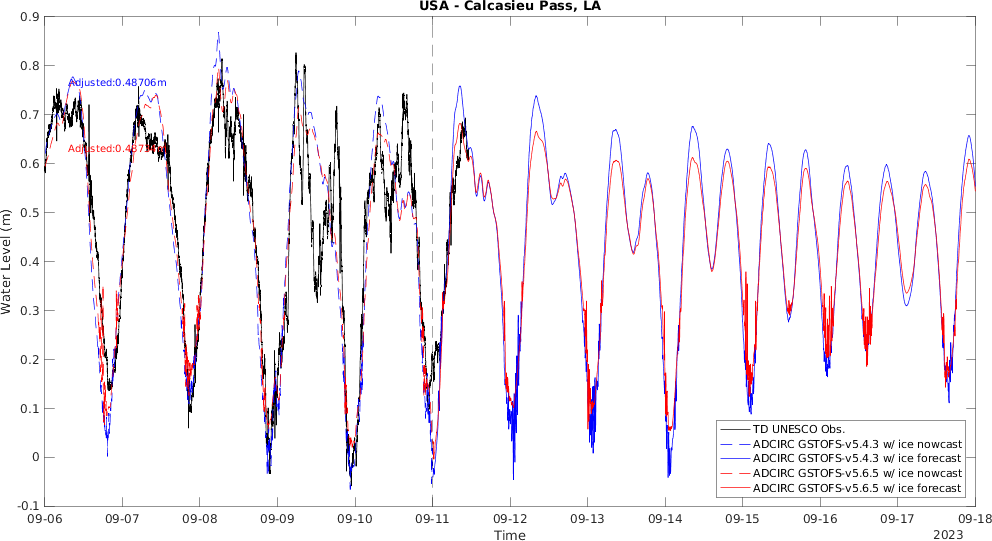 USA - Calcasieu Pass, LA
0.9
0.8
0.7
0.6
0.5
0.4
0.3
0.2
0.1
0
-0.1
Water Level (m)
Adjusted:0.48706m
TD UNESCO Obs.
ADCIRC GSTOFS-v5.4.3 w/ ice nowcast
ADCIRC GSTOFS-v5.4.3 w/ ice forecast
ADCIRC GSTOFS-v5.6.5 w/ ice nowcast
ADCIRC GSTOFS-v5.6.5 w/ ice forecast
09-06 09-07 09-08 09-09 09-10 09-11 09-12 09-13 09-14 09-15 09-16 09-17 09-18
Time
2023